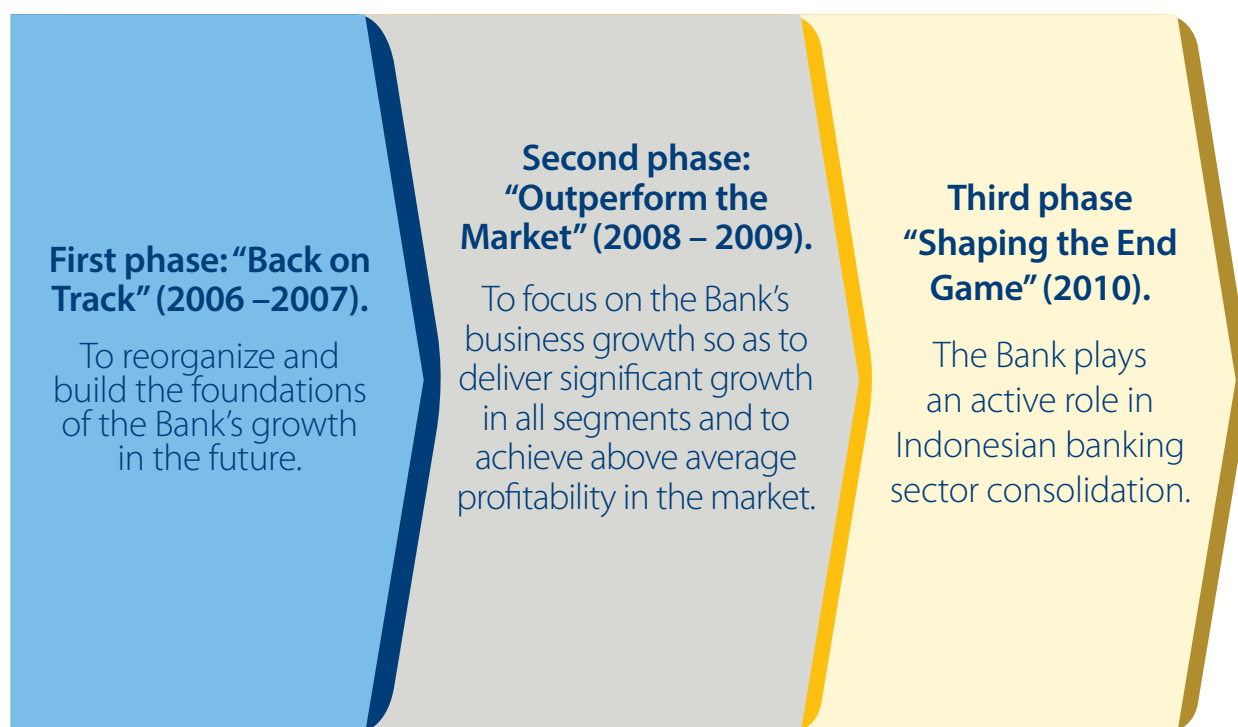 First phase: “Back on
Track” (2006 –2007).
To reorganize and
build the foundations
of the Bank’s growth
in the future.
Second phase:
“Outperform the
Market” (2008 – 2009).
To focus on the Bank’s
business growth so as to
deliver significant growth
in all segments and to
achieve above average
profitability in the market.
Third phase
“Shaping the End
Game” (2010).
The Bank plays
an active role in
Indonesian banking
sector consolidation.